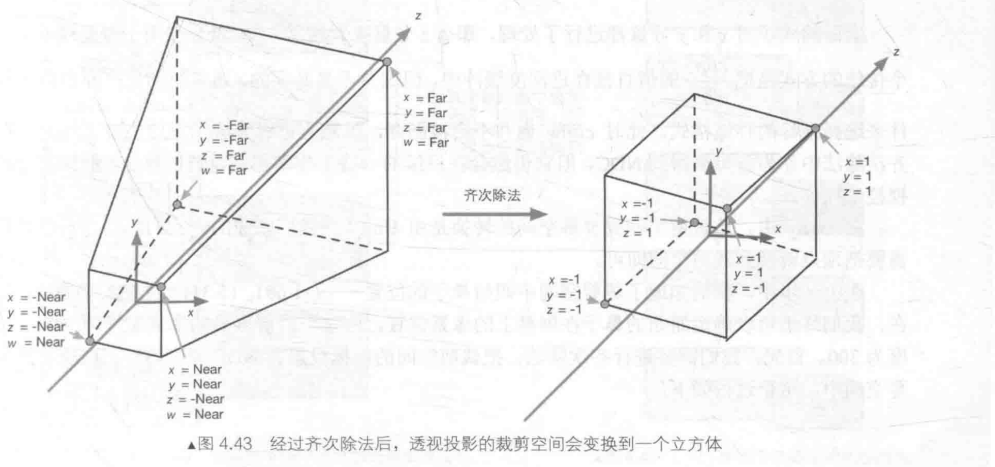 z
x = Far
y = Far
z = Far
w = Far
x = -Far
y = -Far
z = Far
w = Far
y
x
x = -Near
y = -Near
z = -Near
w = Near
x = Near
y = Near
z = -Near
w = Near
齐次除法
z
y
x = 1
y = 1
z = 1
x =-1
y = -1
z = 1
x
x =1
y = 1
z = -1
x =-1
y = -1
z = -1
▲图 4.43 经过齐次除法后，透视投影的裁剪空间会变换到一个立方体